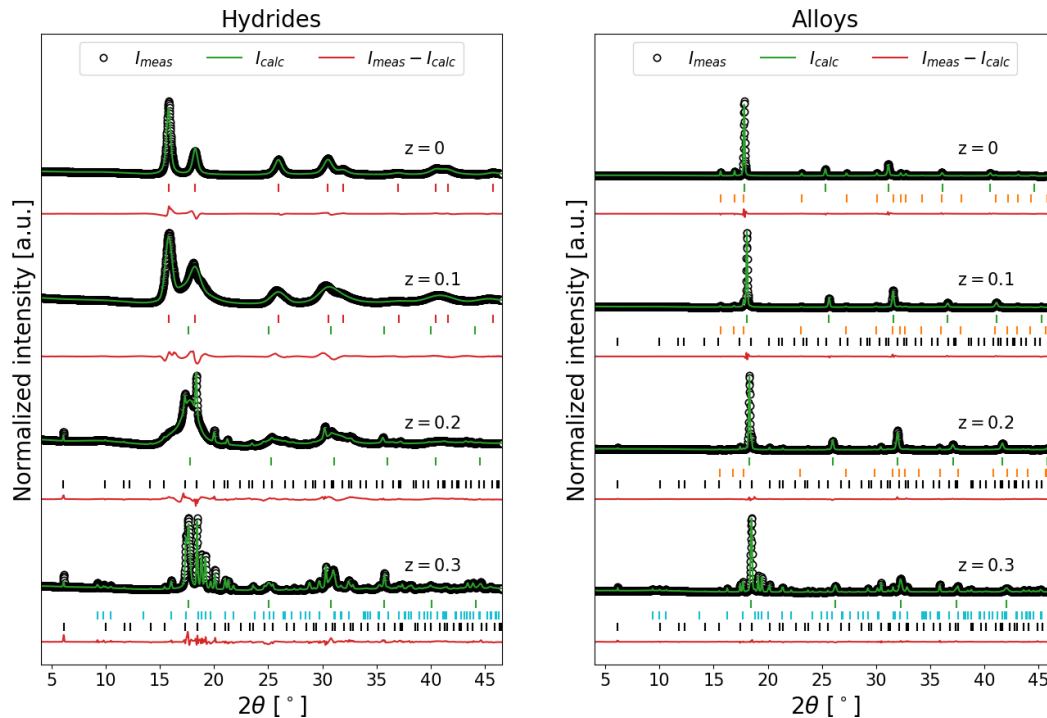 Hydrides
Normalized intensity [a.u.]
I_meas
I_calc
I_meas − I_calc
z = 0
z = 0.1
z = 0.2
z = 0.3
5 10 15 20 25 30 35 40 45
2θ [°]
Alloys
Normalized intensity [a.u.]
I_meas
I_calc
I_meas − I_calc
z = 0
z = 0.1
z = 0.2
z = 0.3
5 10 15 20 25 30 35 40 45
2θ [°]